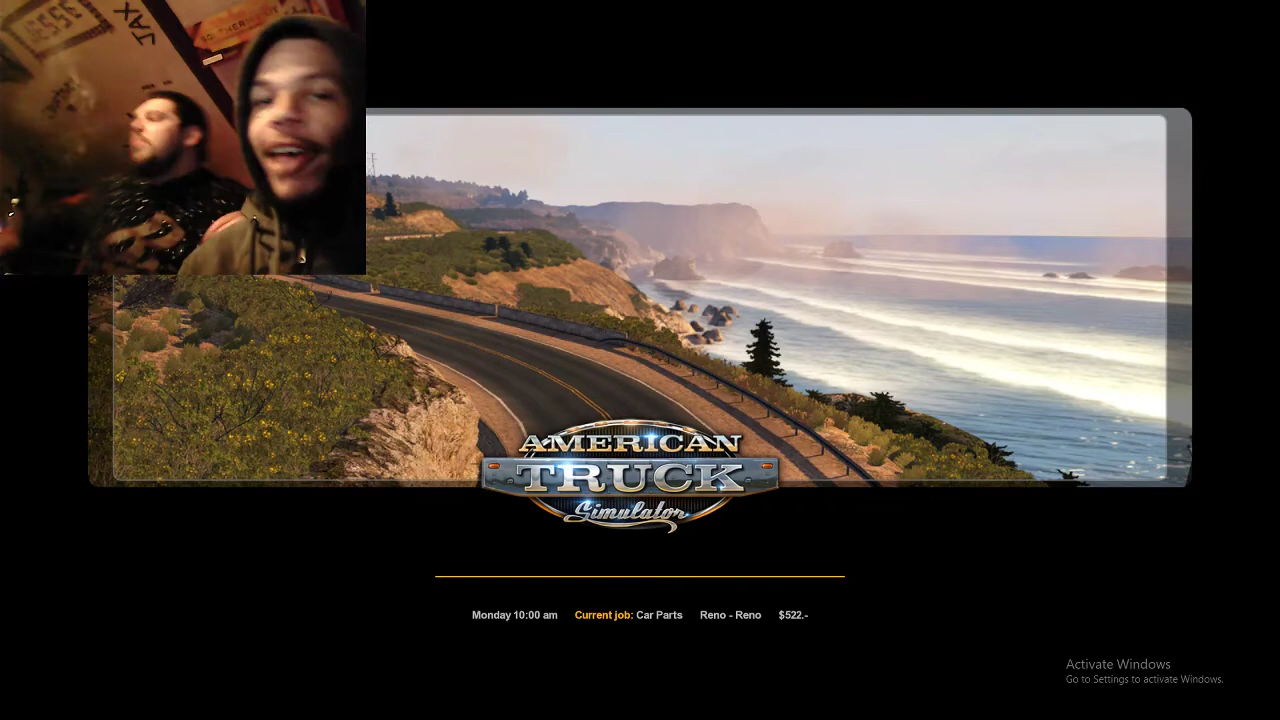 JESSE
JAX
AMERICAN
TRUCK
Simulator
Monday 10:00 am Current job: Car Parts Reno - Reno $522.-
Activate Windows
Go to Settings to activate Windows.